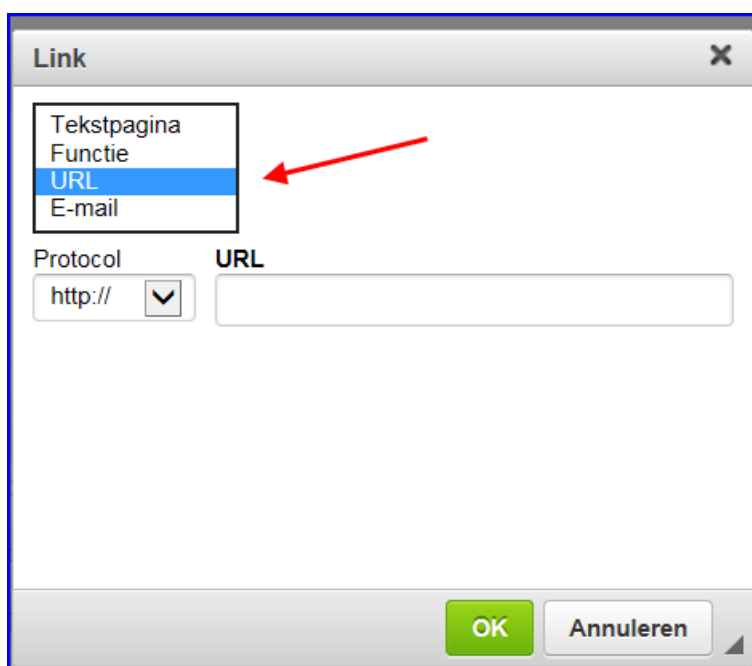 Link
Tekstpagina
Functie
URL
E-mail
Protocol URL
http://
OK Annuleren